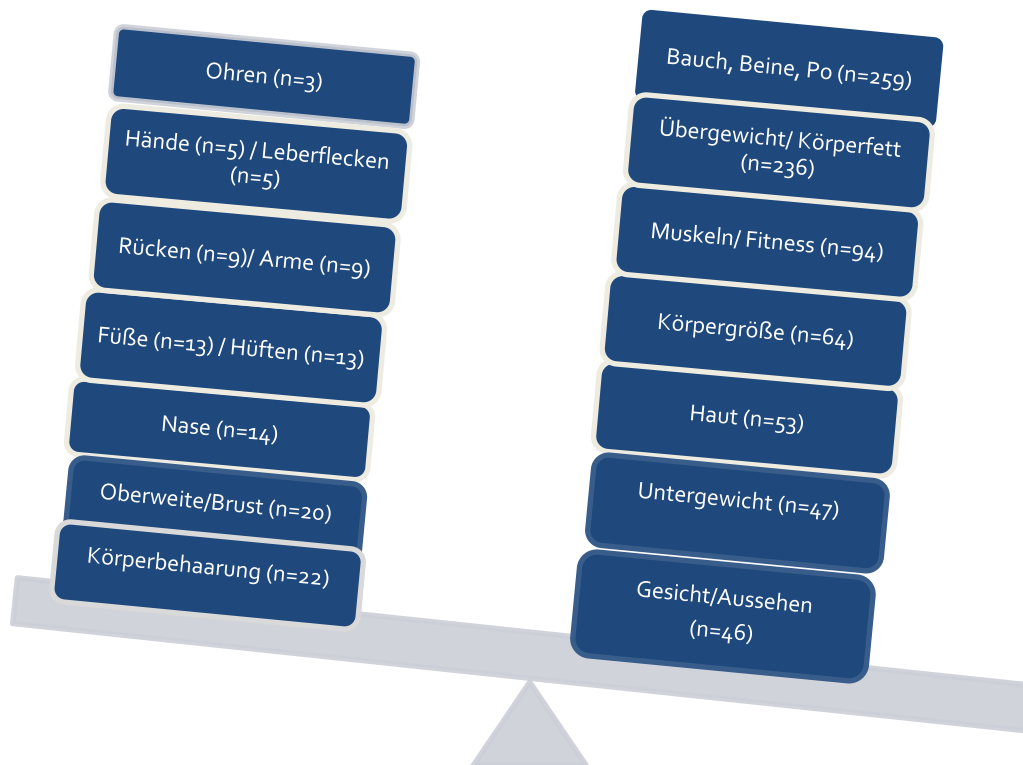 Ohren (n=3)
Hände (n=5) / Leberflecken
(n=5)
Rücken (n=9)/ Arme (n=9)
Füße (n=13) / Hüften (n=13)
Nase (n=14)
Oberweite/Brust (n=20)
Körperbehaarung (n=22)
Bauch, Beine, Po (n=259)
Übergewicht/ Körperfett
(n=236)
Muskeln/ Fitness (n=94)
Körpergröße (n=64)
Haut (n=53)
Untergewicht (n=47)
Gesicht/Aussehen
(n=46)